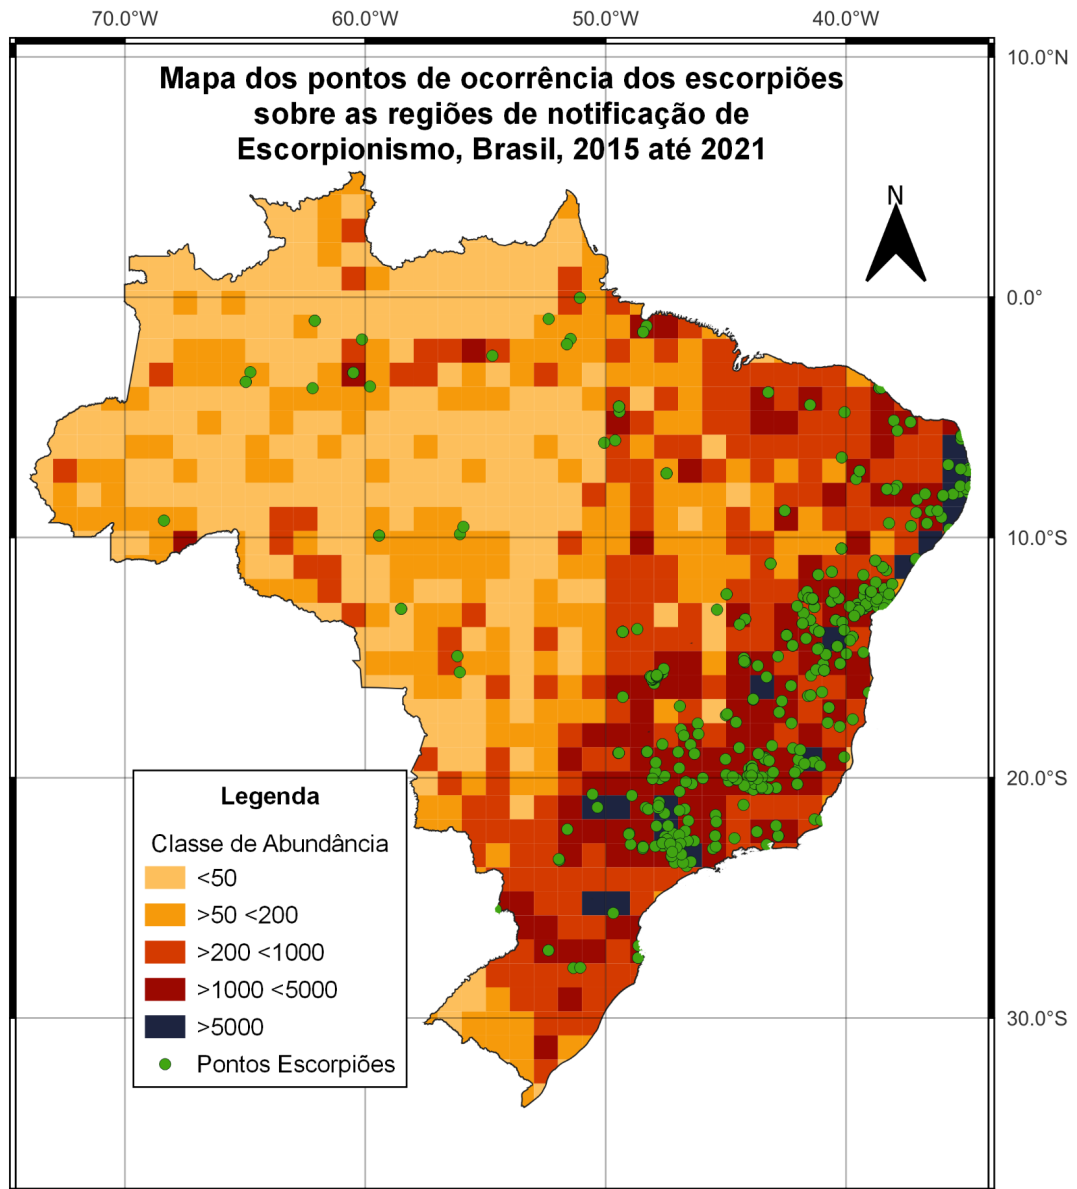 70.0°W 60.0°W 50.0°W 40.0°W
10.0°N
Mapa dos pontos de ocorrência dos escorpiões
sobre as regiões de notificação de
Escorpionismo, Brasil, 2015 até 2021
N
0.0°
10.0°S
20.0°S
Legenda
Classe de Abundância
<50
>50 <200
>200 <1000
>1000 <5000
>5000
30.0°S
Pontos Escorpiões